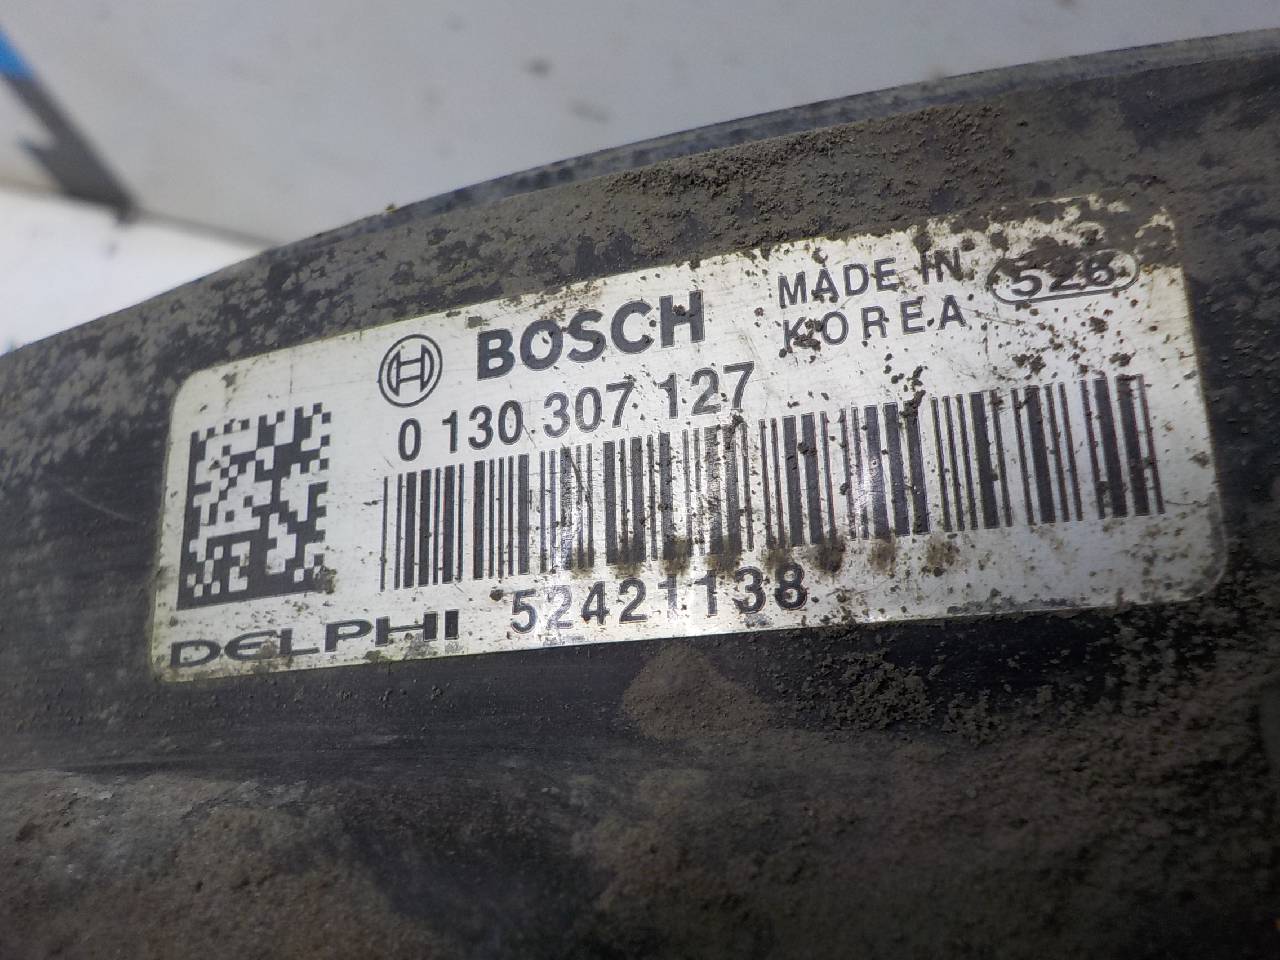 BOSCH
MADE IN
KOREA
526
0 130 307 127
DELPHI 52421138